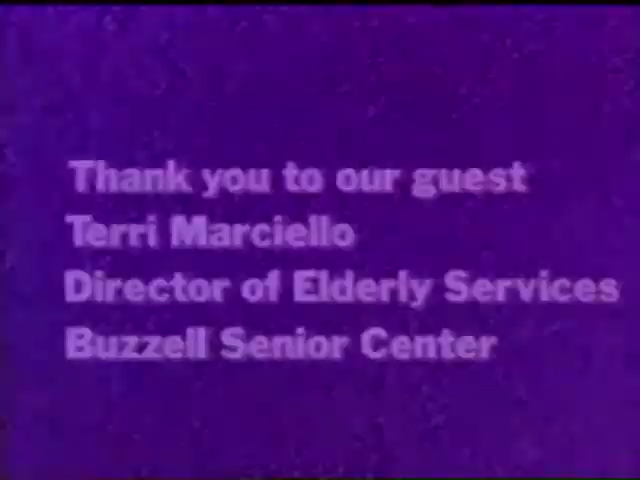 Thank you to our guest
Terri Marciello
Director of Elderly Services
Buzzell Senior Center